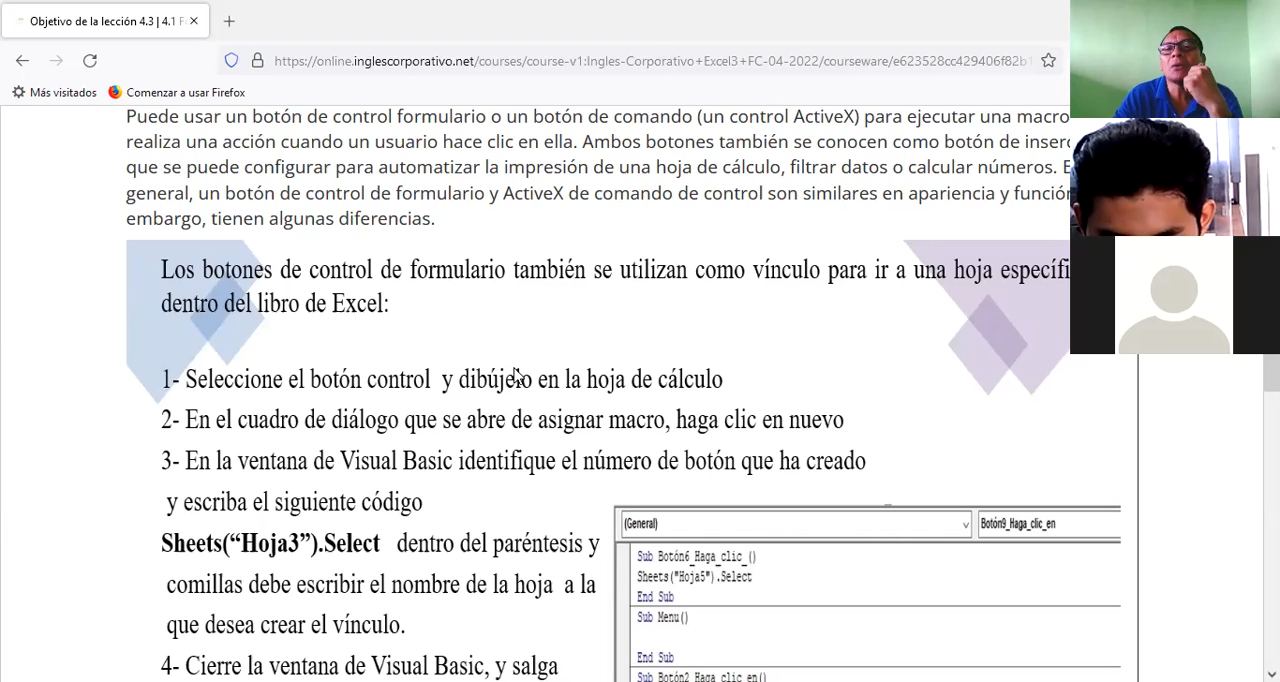 Objetivo de la lección 4.3 | 4.1
https://online.inglescorporativo.net/courses/course-v1:Ingles-Corporativo+Excel3+FC-04-2022/courseware/e623528cc429406f82b1
Más visitados Comenzar a usar Firefox
Puede usar un botón de control formulario o un botón de comando (un control ActiveX) para ejecutar una macro
realiza una acción cuando un usuario hace clic en ella. Ambos botones también se conocen como botón de inserc
que se puede configurar para automatizar la impresión de una hoja de cálculo, filtrar datos o calcular números. E
general, un botón de control de formulario y ActiveX de comando de control son similares en apariencia y función
embargo, tienen algunas diferencias.
Los botones de control de formulario también se utilizan como vínculo para ir a una hoja específi
dentro del libro de Excel:
1- Seleccione el botón control y dibújelo en la hoja de cálculo
2- En el cuadro de diálogo que se abre de asignar macro, haga clic en nuevo
3- En la ventana de Visual Basic identifique el número de botón que ha creado
y escriba el siguiente código
(General) Botón9_Haga_clic_en
Sheets(“Hoja3”).Select dentro del paréntesis y
Sub Botón6_Haga_clic_()
Sheets("Hoja5").Select
comillas debe escribir el nombre de la hoja a la
End Sub
Sub Menu()
que desea crear el vínculo.
End Sub
4- Cierre la ventana de Visual Basic, y salga
Sub Botón2_Haga_clic_en()